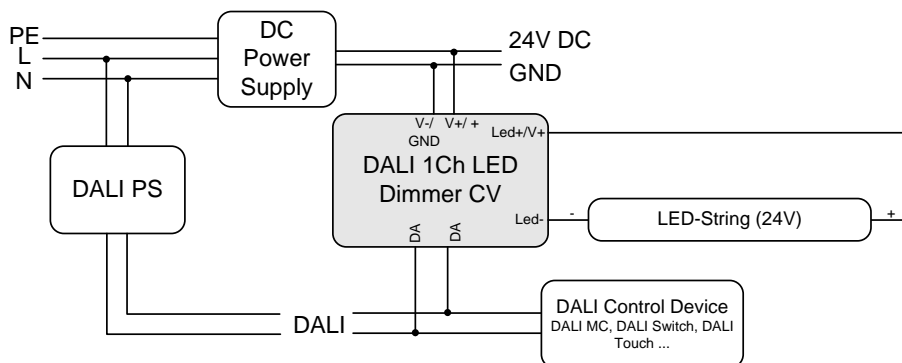 PE
L
N
DC
Power
Supply
24V DC
GND
V-/
GND
V+/ +
Led+/V+
DALI 1Ch LED
Dimmer CV
DALI PS
Led-
-
LED-String (24V)
+
DA
DA
DALI
DALI Control Device
DALI MC, DALI Switch, DALI
Touch ...